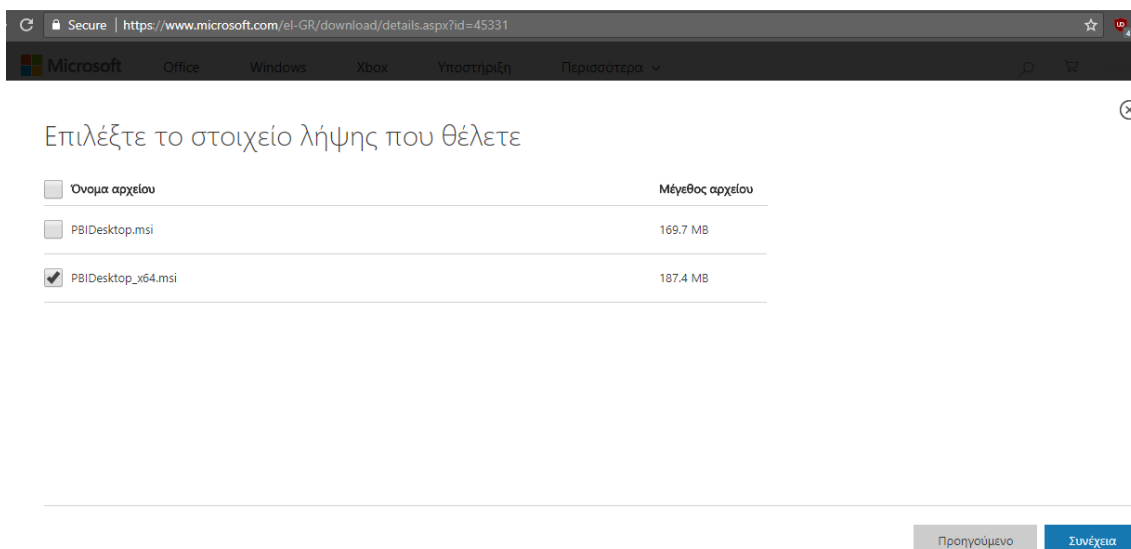 Secure | https://www.microsoft.com/el-GR/download/details.aspx?id=45331
Microsoft Office Windows Xbox Υποστήριξη Περισσότερα
Επιλέξτε το στοιχείο λήψης που θέλετε
Όνομα αρχείου Μέγεθος αρχείου
PBIDesktop.msi 169.7 MB
PBIDesktop_x64.msi 187.4 MB
Προηγούμενο Συνέχεια